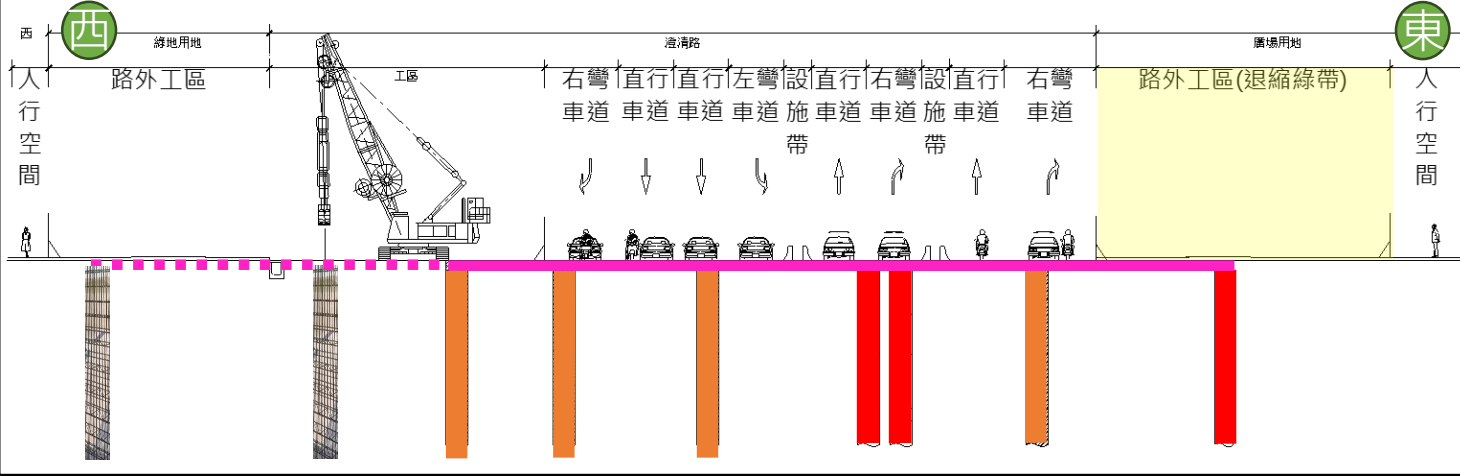 西
西
綠地用地
澄清路
廣場用地
東
人行空間
路外工區
工區
右彎車道
直行車道
直行車道
左彎車道
設施帶
直行車道
右彎車道
設施帶
直行車道
右彎車道
路外工區(退縮綠帶)
人行空間